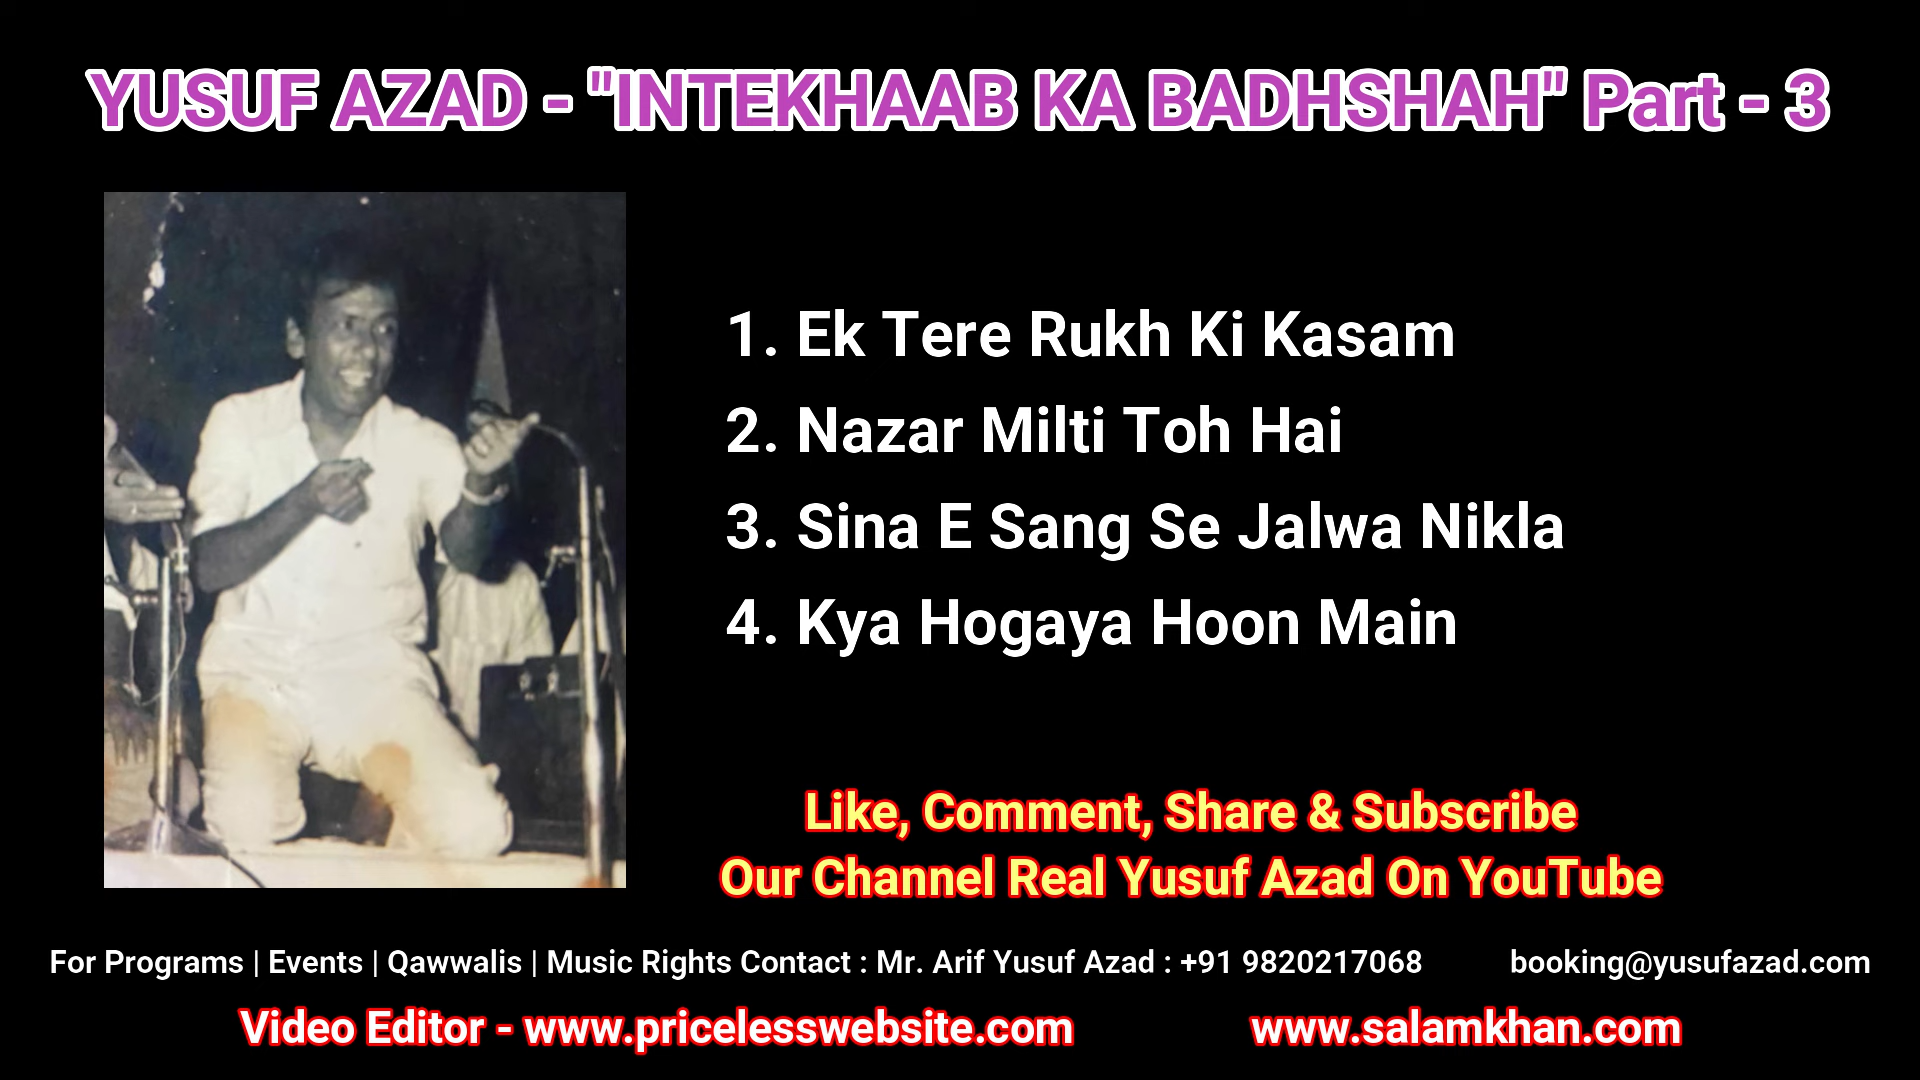 YUSUF AZAD - "INTEKHAAB KA BADHSHAH" Part - 3
1. Ek Tere Rukh Ki Kasam
2. Nazar Milti Toh Hai
3. Sina E Sang Se Jalwa Nikla
4. Kya Hogaya Hoon Main
Like, Comment, Share & Subscribe
Our Channel Real Yusuf Azad On YouTube
For Programs | Events | Qawwalis | Music Rights Contact : Mr. Arif Yusuf Azad : +91 9820217068 booking@yusufazad.com
Video Editor - www.pricelesswebsite.com www.salamkhan.com